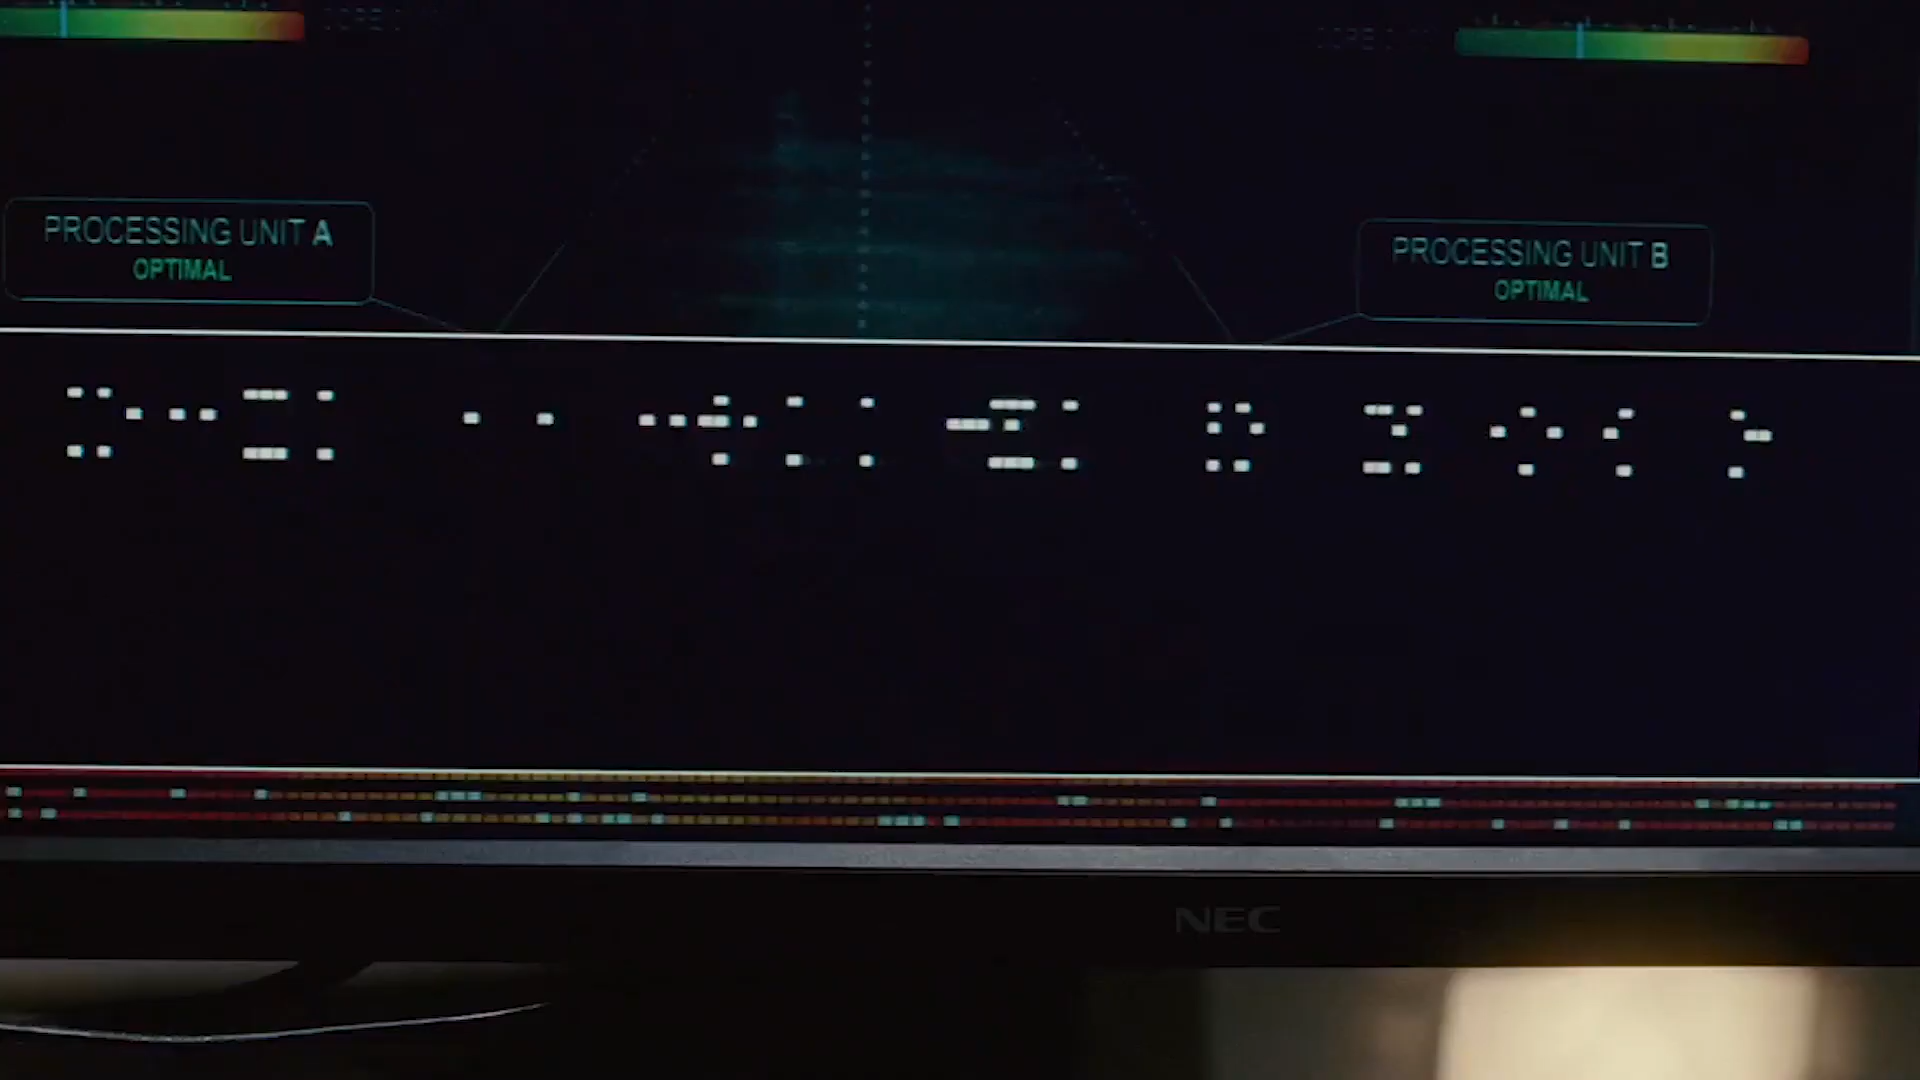 PROCESSING UNIT A
OPTIMAL
PROCESSING UNIT B
OPTIMAL
NEC